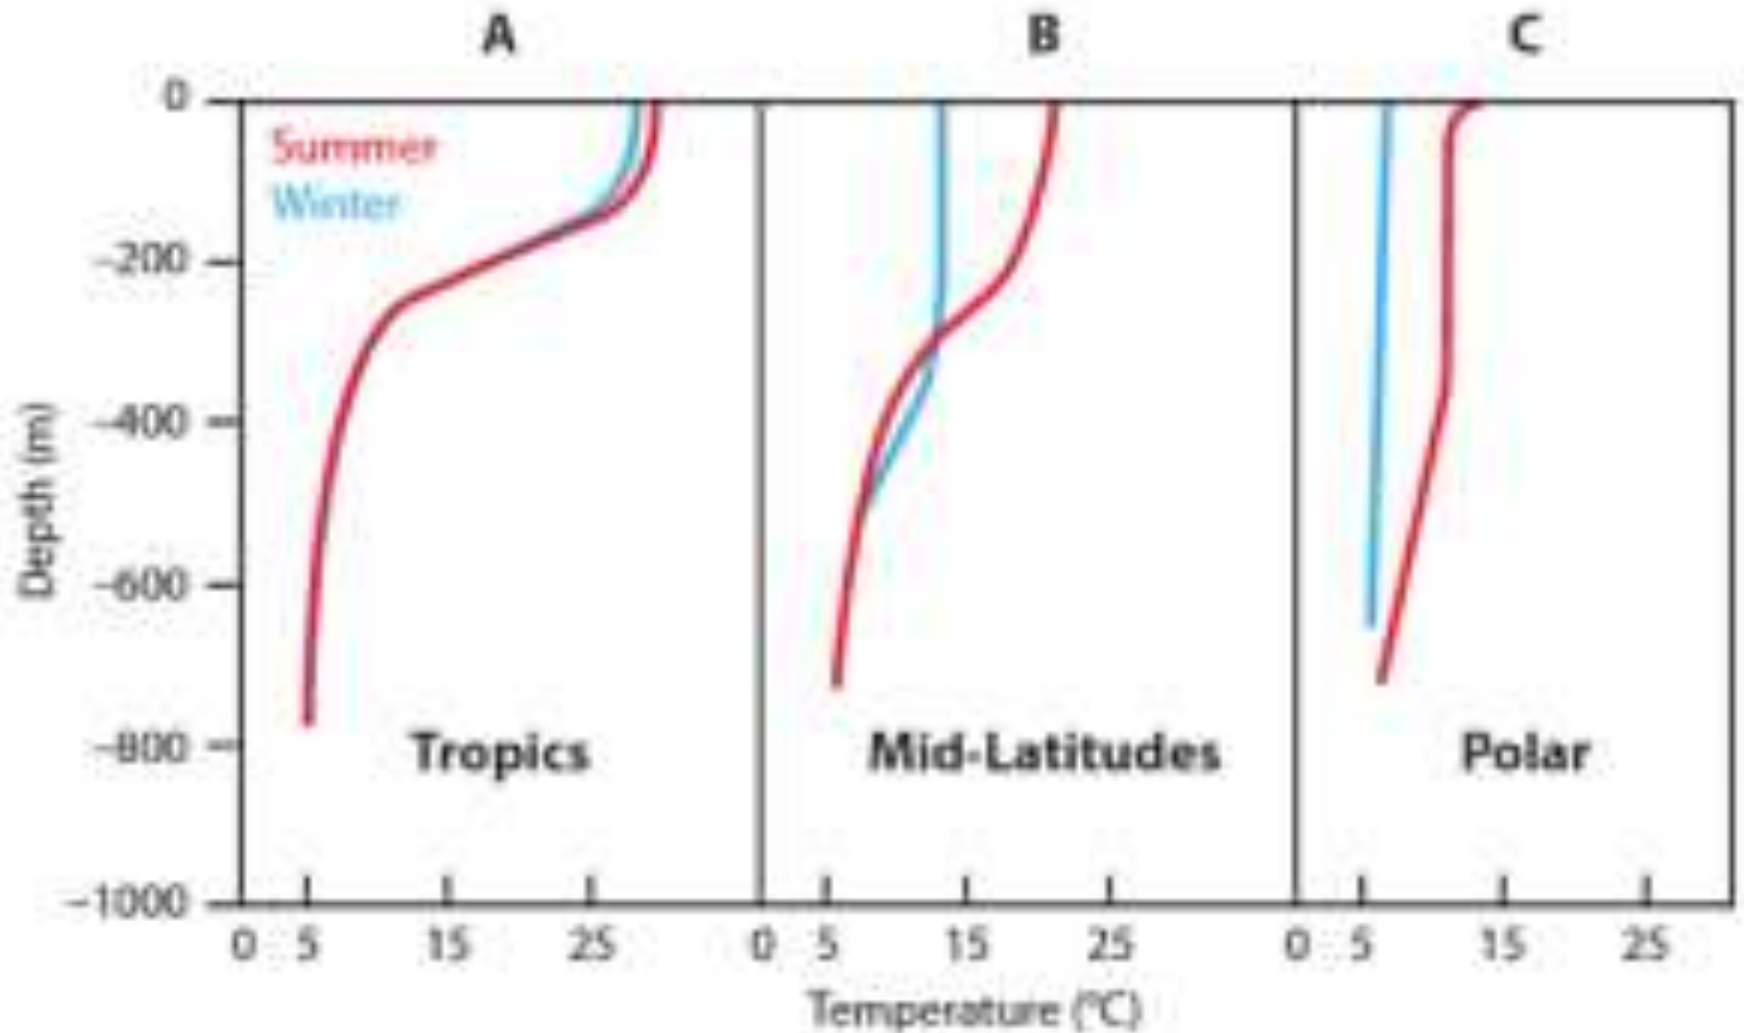 A B C
0
Summer
Winter
-200
-400
Depth (m)
-600
-800
Tropics Mid-Latitudes Polar
-1000
0 5 15 25 0 5 15 25 0 5 15 25
Temperature (°C)